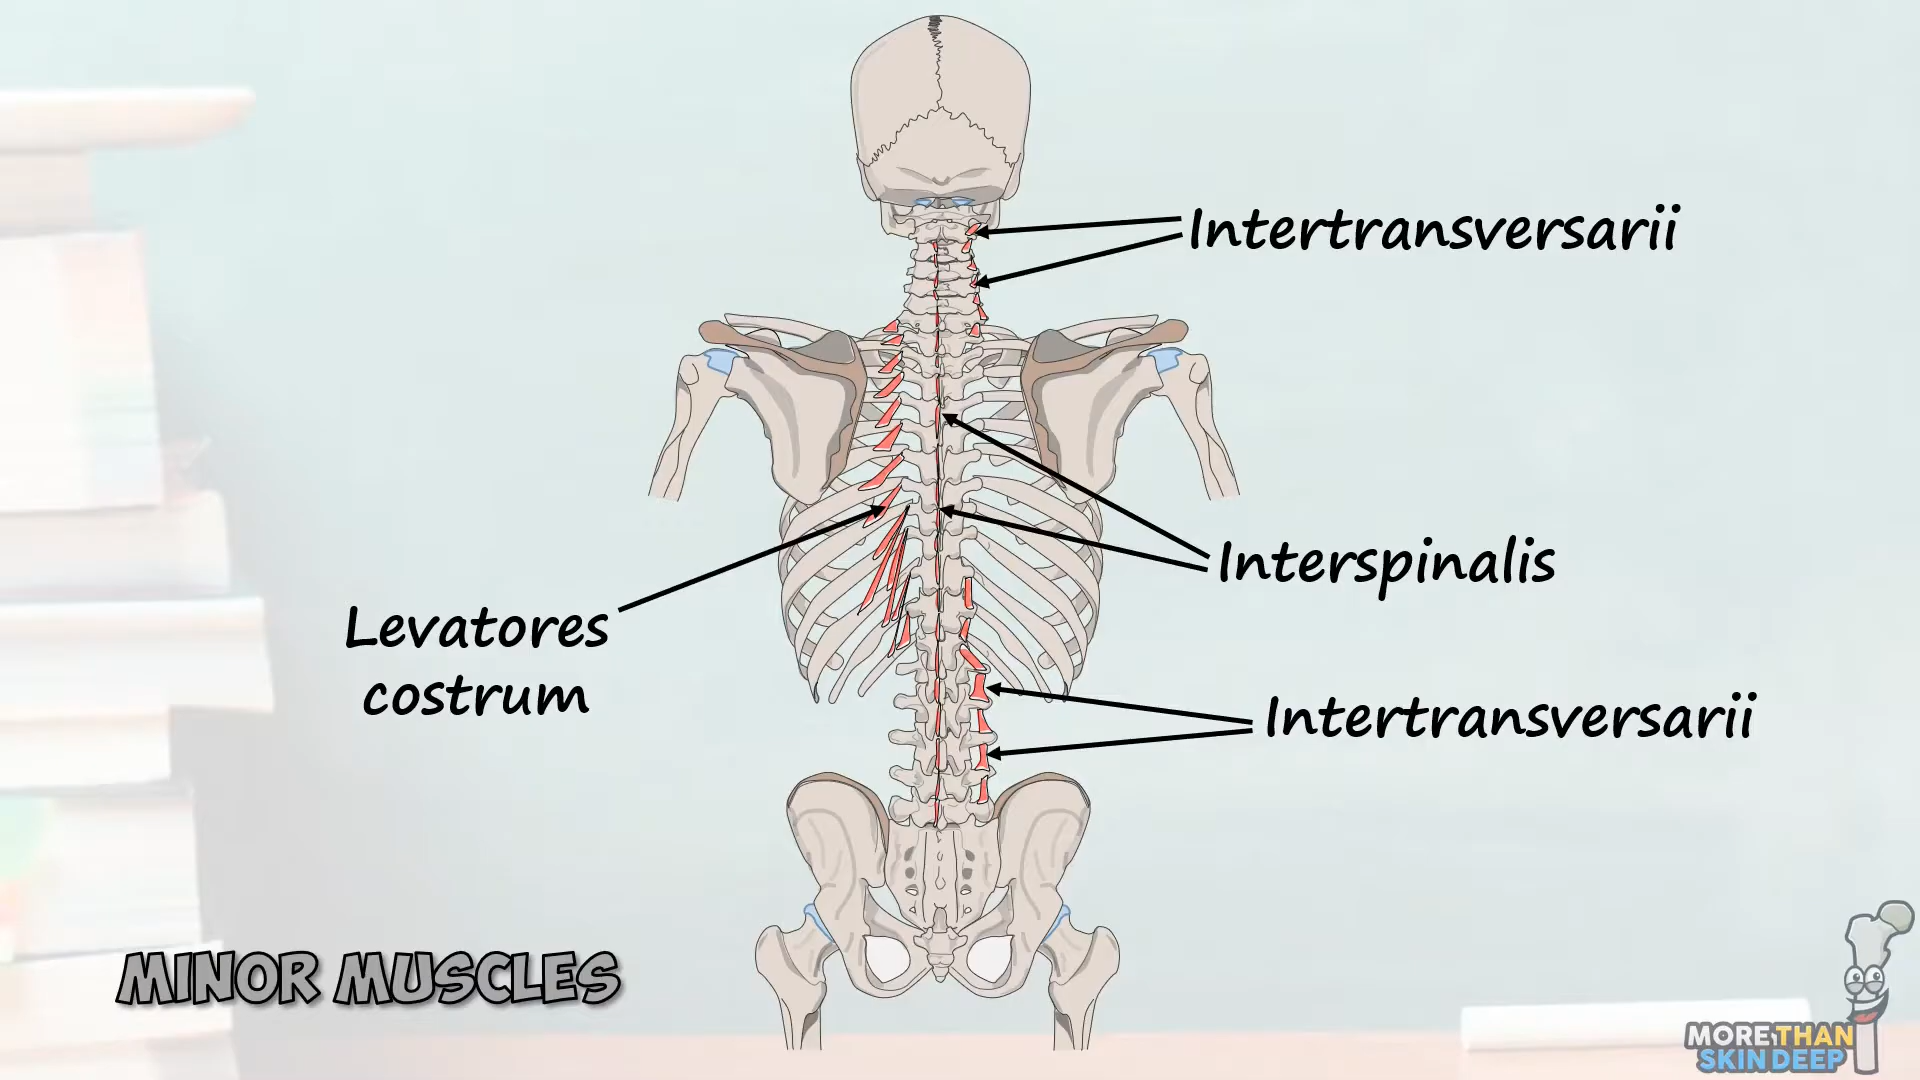 Intertransversarii
Interspinalis
Levatores
costrum
Intertransversarii
MINOR MUSCLES
MORE THAN
SKIN DEEP